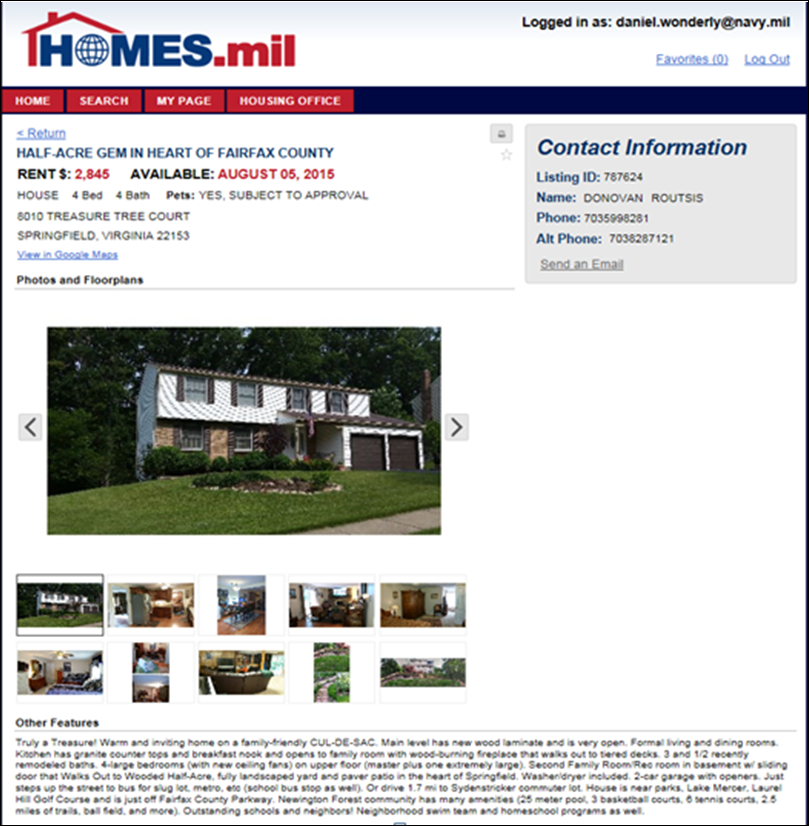 HOMES.mil
Logged in as: daniel.wonderly@navy.mil
Favorites (0) Log Out
HOME SEARCH MY PAGE HOUSING OFFICE
< Return
HALF-ACRE GEM IN HEART OF FAIRFAX COUNTY
RENT $: 2,845 AVAILABLE: AUGUST 05, 2015
HOUSE 4 Bed 4 Bath Pets: YES, SUBJECT TO APPROVAL
8010 TREASURE TREE COURT
SPRINGFIELD, VIRGINIA 22153
View in Google Maps
Contact Information
Listing ID: 787624
Name: DONOVAN ROUTSIS
Phone: 7035998281
Alt Phone: 7038287121
Send an Email
Photos and Floorplans
Other Features
Truly a Treasure! Warm and inviting home on a family-friendly CUL-DE-SAC. Main level has new wood laminate and is very open. Formal living and dining rooms.
Kitchen has granite counter tops and breakfast nook and opens to family room with wood-burning fireplace that walks out to tiered decks. 3 and 1/2 recently
remodeled baths. 4-large bedrooms (with new ceiling fans) on upper floor (master plus one extremely large). Second Family Room/Rec room in basement w/ sliding
door that Walks Out to Wooded Half-Acre, fully landscaped yard and paver patio in the heart of Springfield. Washer/dryer included. 2-car garage with openers. Just
steps up the street to bus for slug lot, metro, etc (school bus stop as well). Or drive 1.7 mi to Sydenstricker commuter lot. House is near parks, Lake Mercer, Laurel
Hill Golf Course and is just off Fairfax County Parkway. Newington Forest community has many amenities (25 meter pool, 3 basketball courts, 6 tennis courts, 2.5
miles of trails, ball field, and more). Outstanding schools and neighbors! Neighborhood swim team and homeschool programs as well.